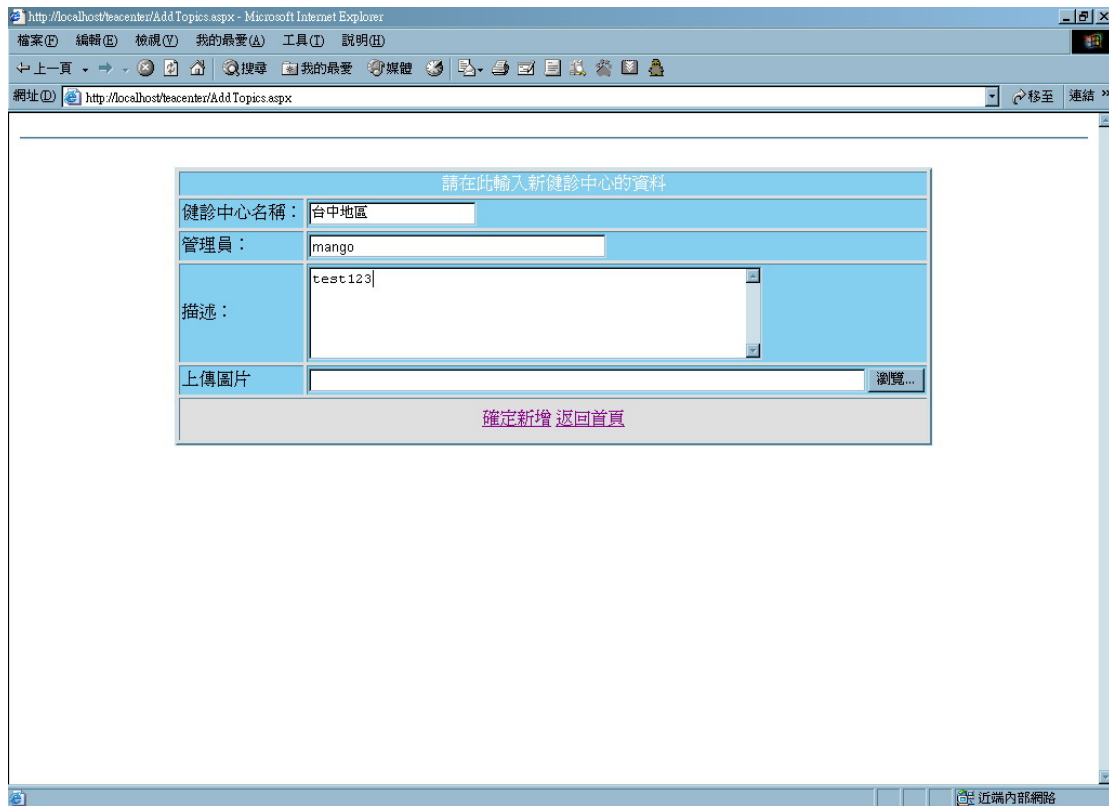 http://localhost/teacenter/AddTopics.aspx - Microsoft Internet Explorer
檔案(F) 編輯(E) 檢視(V) 我的最愛(A) 工具(T) 說明(H)
上一頁 搜尋 我的最愛 媒體
網址(D) http://localhost/teacenter/AddTopics.aspx 移至 連結 »
請在此輸入新健診中心的資料
健診中心名稱： 台中地區
管理員： mango
描述： test123
上傳圖片 瀏覽...
確定新增 返回首頁
近端內部網路